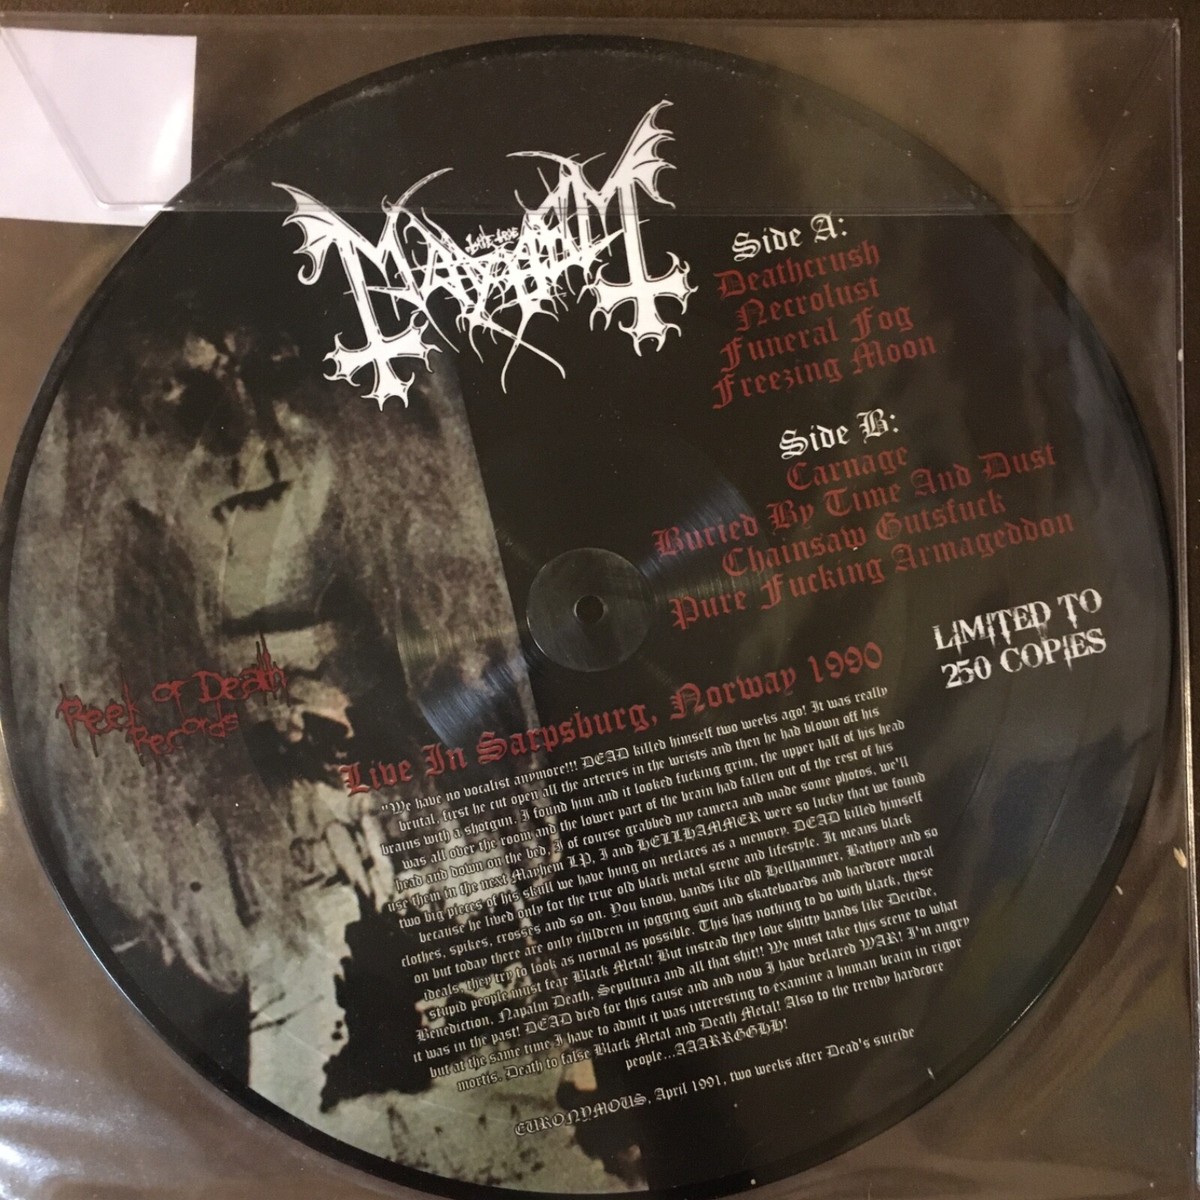 THE TRUE
MAYHEM
Side A:
Deathcrush
Necrolust
Funeral Fog
Freezing Moon
Side B:
Carnage
Buried By Time And Dust
Chainsaw Gutsfuck
Pure Fucking Armageddon
LIMITED TO
250 COPIES
Reek of Death
Records
Live In Sarpsburg, Norway 1990
"We have no vocalist anymore!!! DEAD killed himself two weeks ago! It was really
brutal, first he cut open all the arteries in the wrists and then he had blown off his
brains with a shotgun. I found him and it looked fucking grim, the upper half of his head
was all over the room and the lower part of the brain had fallen out of the rest of his
head and down on the bed. I of course grabbed my camera and made some photos, we'll
use them in the next Mayhem LP. I and HELLHAMMER were so lucky that we found
two big pieces of his skull we have hung on neclaces as a memory. DEAD killed himself
because he lived only for the true old black metal scene and lifestyle. It means black
clothes, spikes, crosses and so on. You know, bands like old Hellhammer, Bathory and so
on but today there are only children in jogging swit and skateboards and hardcore moral
ideals, they try to look as normal as possible. This has nothing to do with black, these
stupid people must fear Black Metal! But instead they love shitty bands like Deicide,
Benediction, Napalm Death, Sepultura and all that shit!! We must take this scene to what
it was in the past! DEAD died for this cause and and now I have declared WAR! I'm angry
but at the same time I have to admit it was interesting to examine a human brain in rigor
mortis. Death to false Black Metal and Death Metal! Also to the trendy hardcore
people...AAARRGGHH!
EURONYMOUS, April 1991, two weeks after Dead's suicide